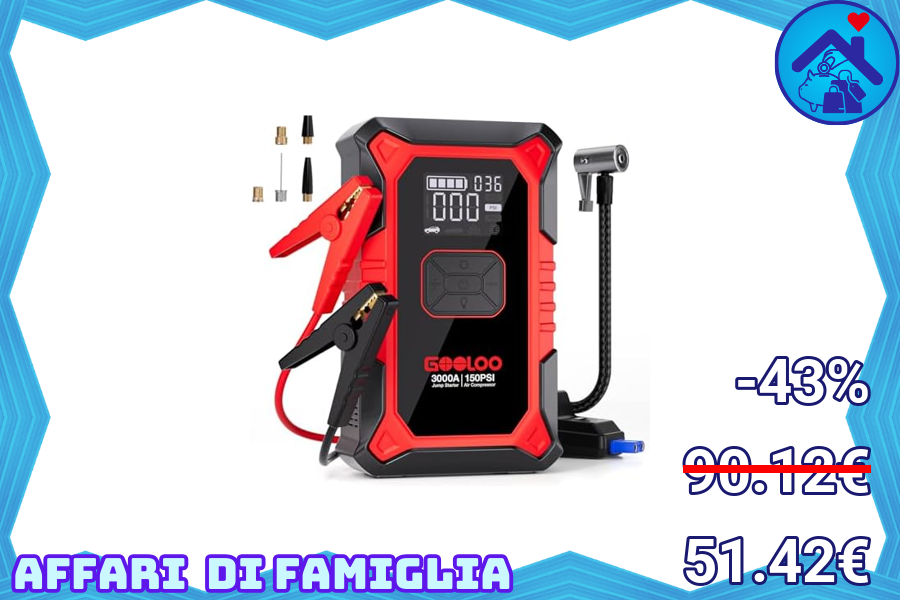 036
000
PSI
GOOLOO
3000A | 150PSI
Jump Starter | Air Compressor
-43%
90.12€
51.42€
AFFARI DI FAMIGLIA